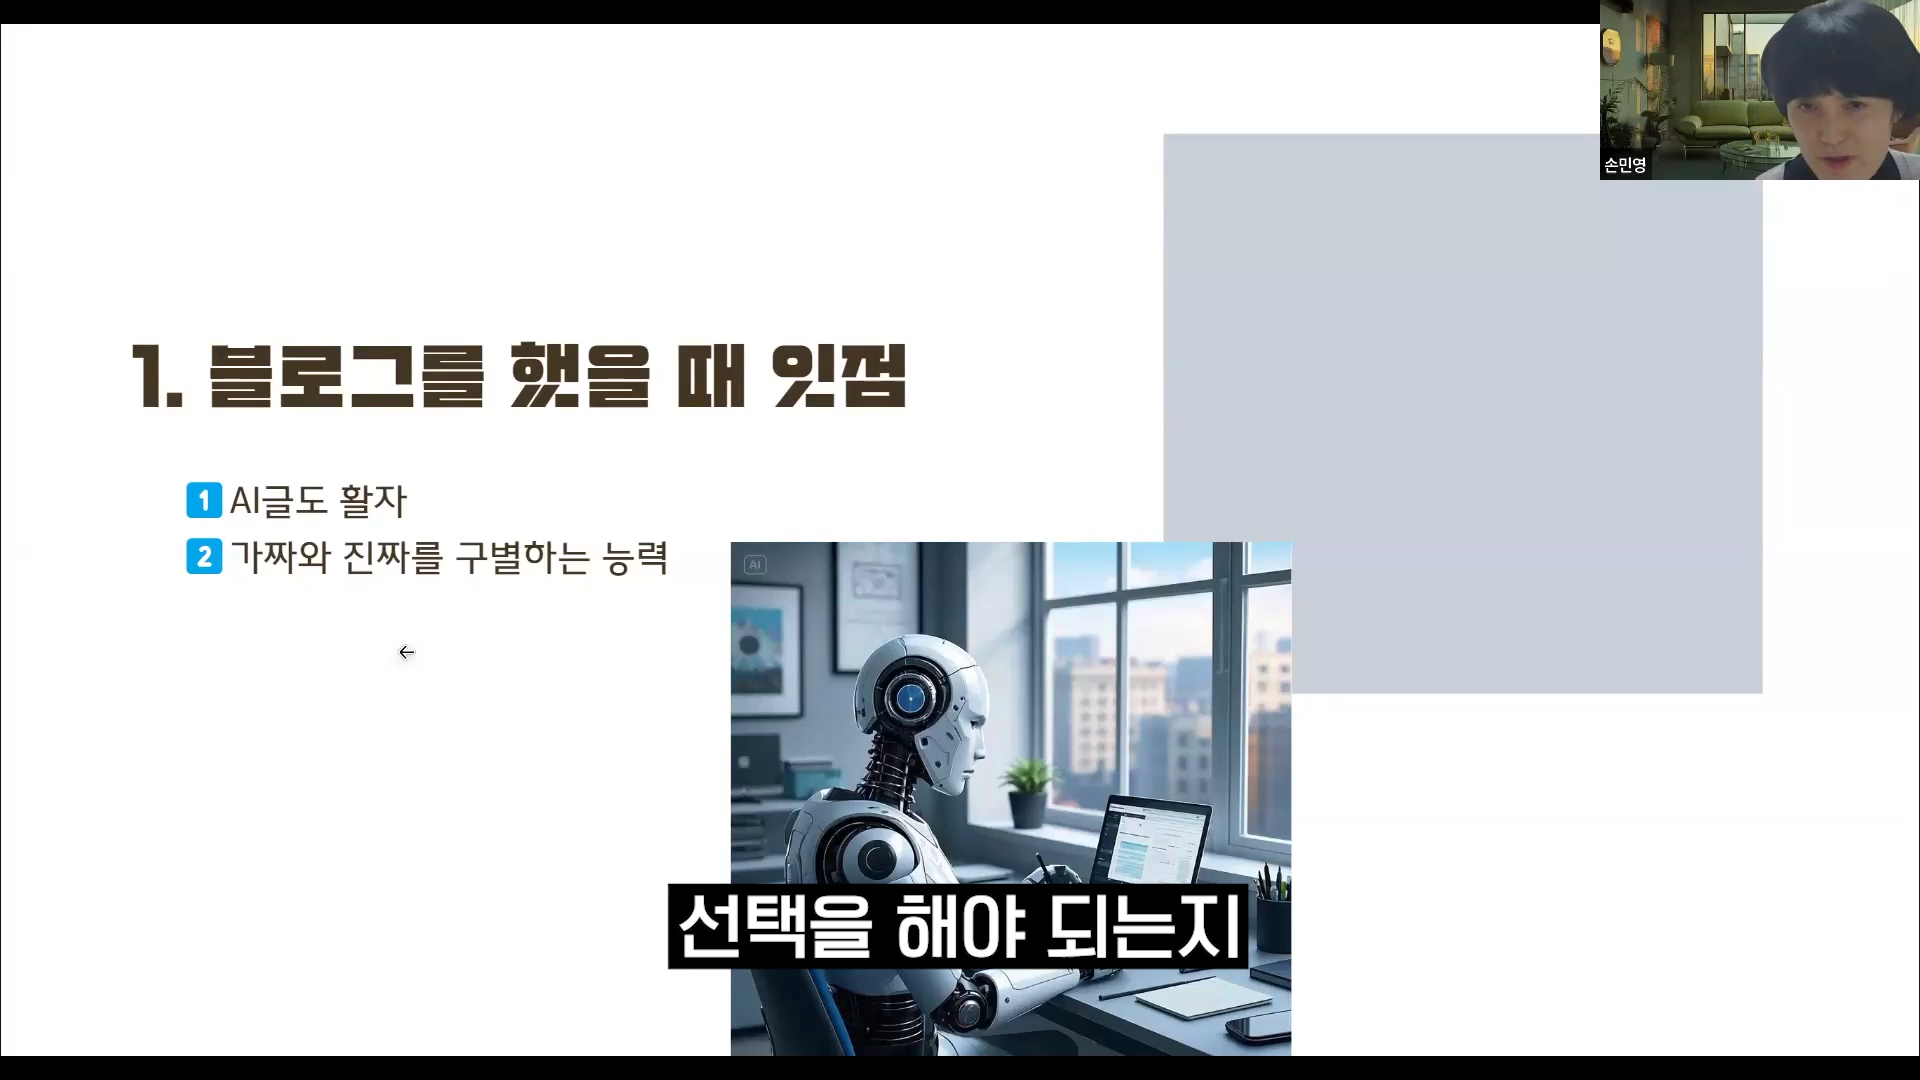 손민영
1. 블로그를 했을 때 잇점
1 AI글도 활자
2 가짜와 진짜를 구별하는 능력
AI
선택을 해야 되는지